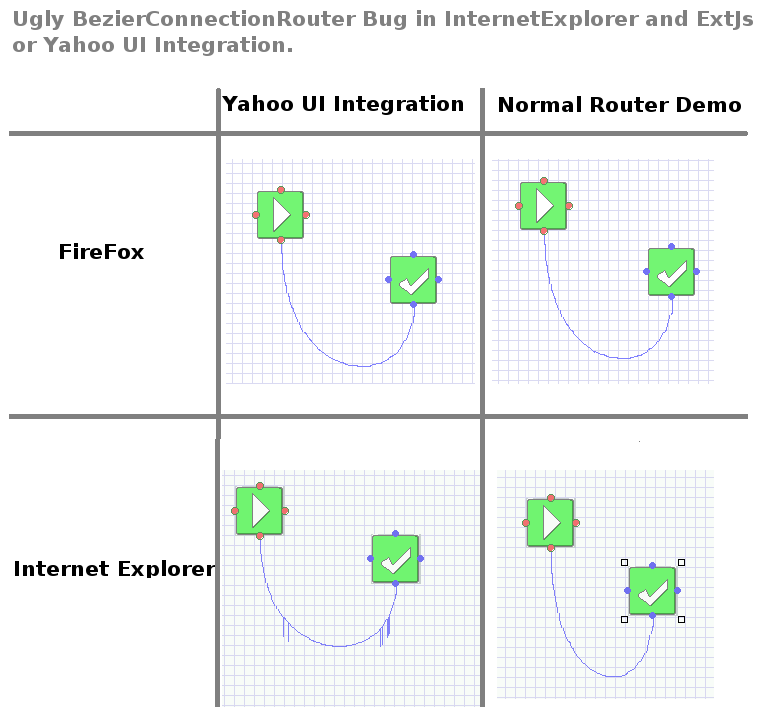 Ugly BezierConnectionRouter Bug in InternetExplorer and ExtJs
or Yahoo UI Integration.
Yahoo UI Integration
Normal Router Demo
FireFox
Internet Explorer